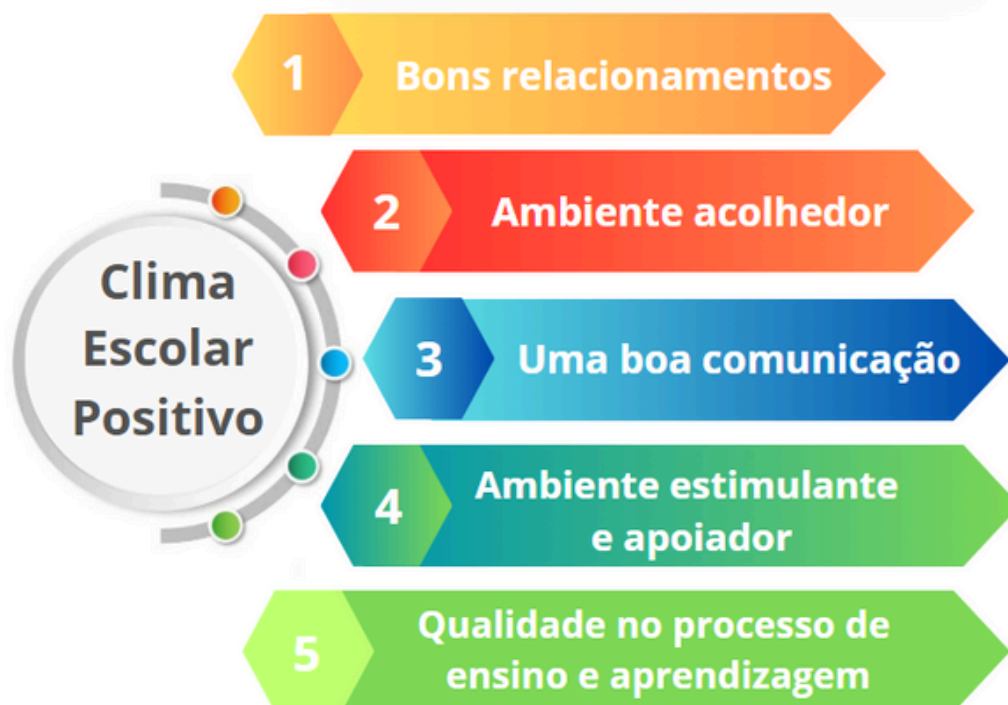 Clima
Escolar
Positivo
1
Bons relacionamentos
2
Ambiente acolhedor
3
Uma boa comunicação
4
Ambiente estimulante
e apoiador
5
Qualidade no processo de
ensino e aprendizagem